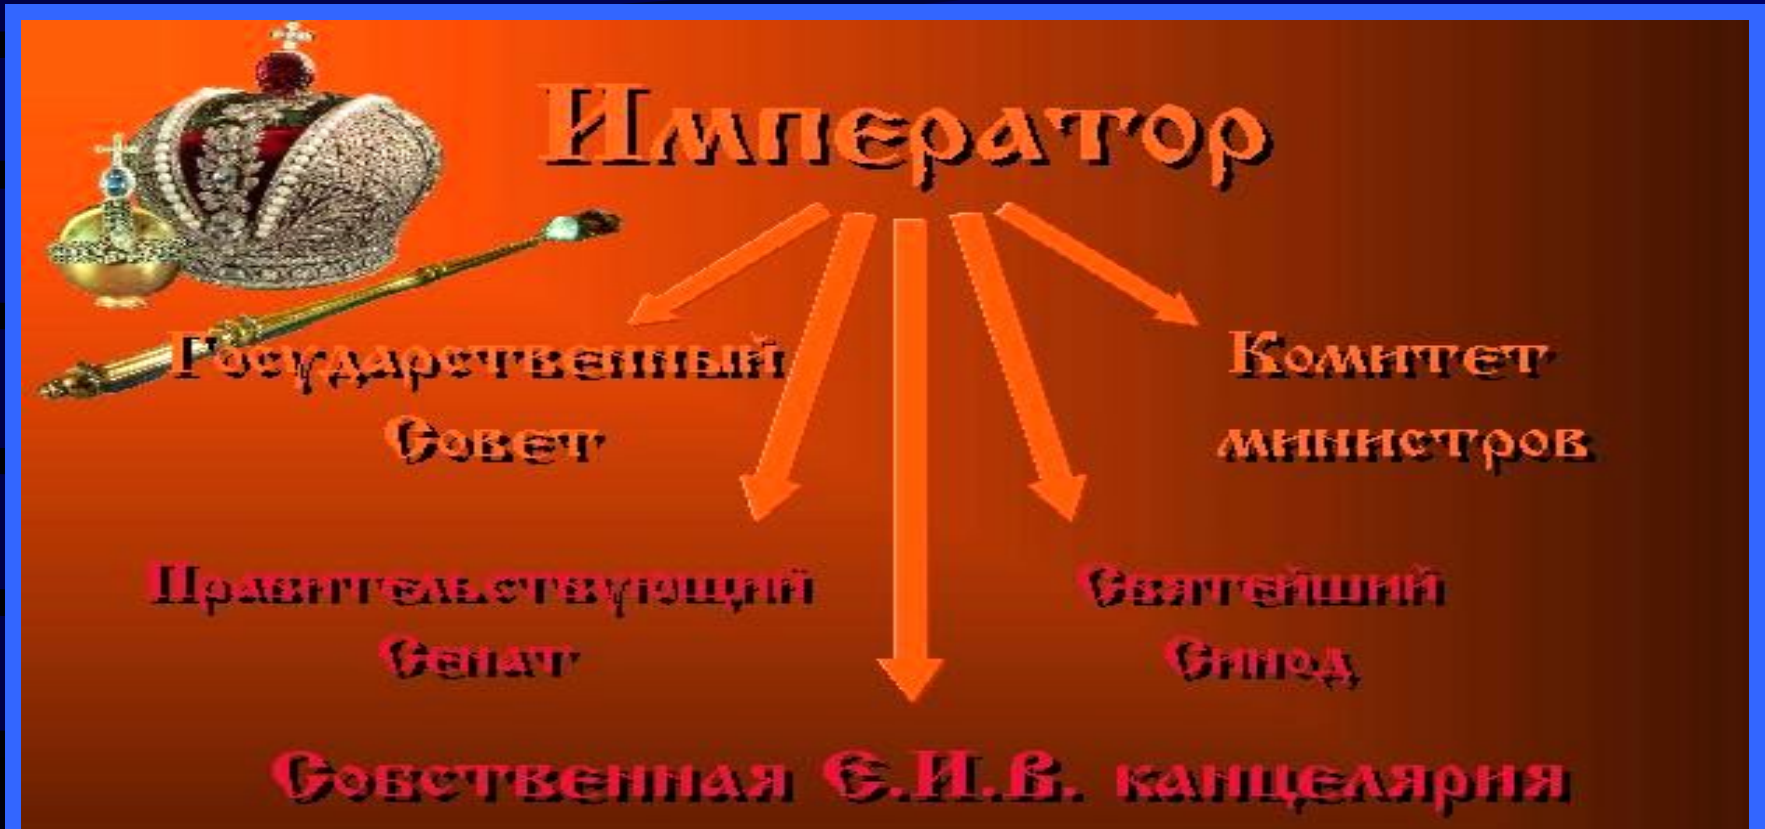 Император
Государственный
Совет
Комитет
министров
Правительствующий
Сенат
Святейший
Синод
Собственная Е.И.В. канцелярия